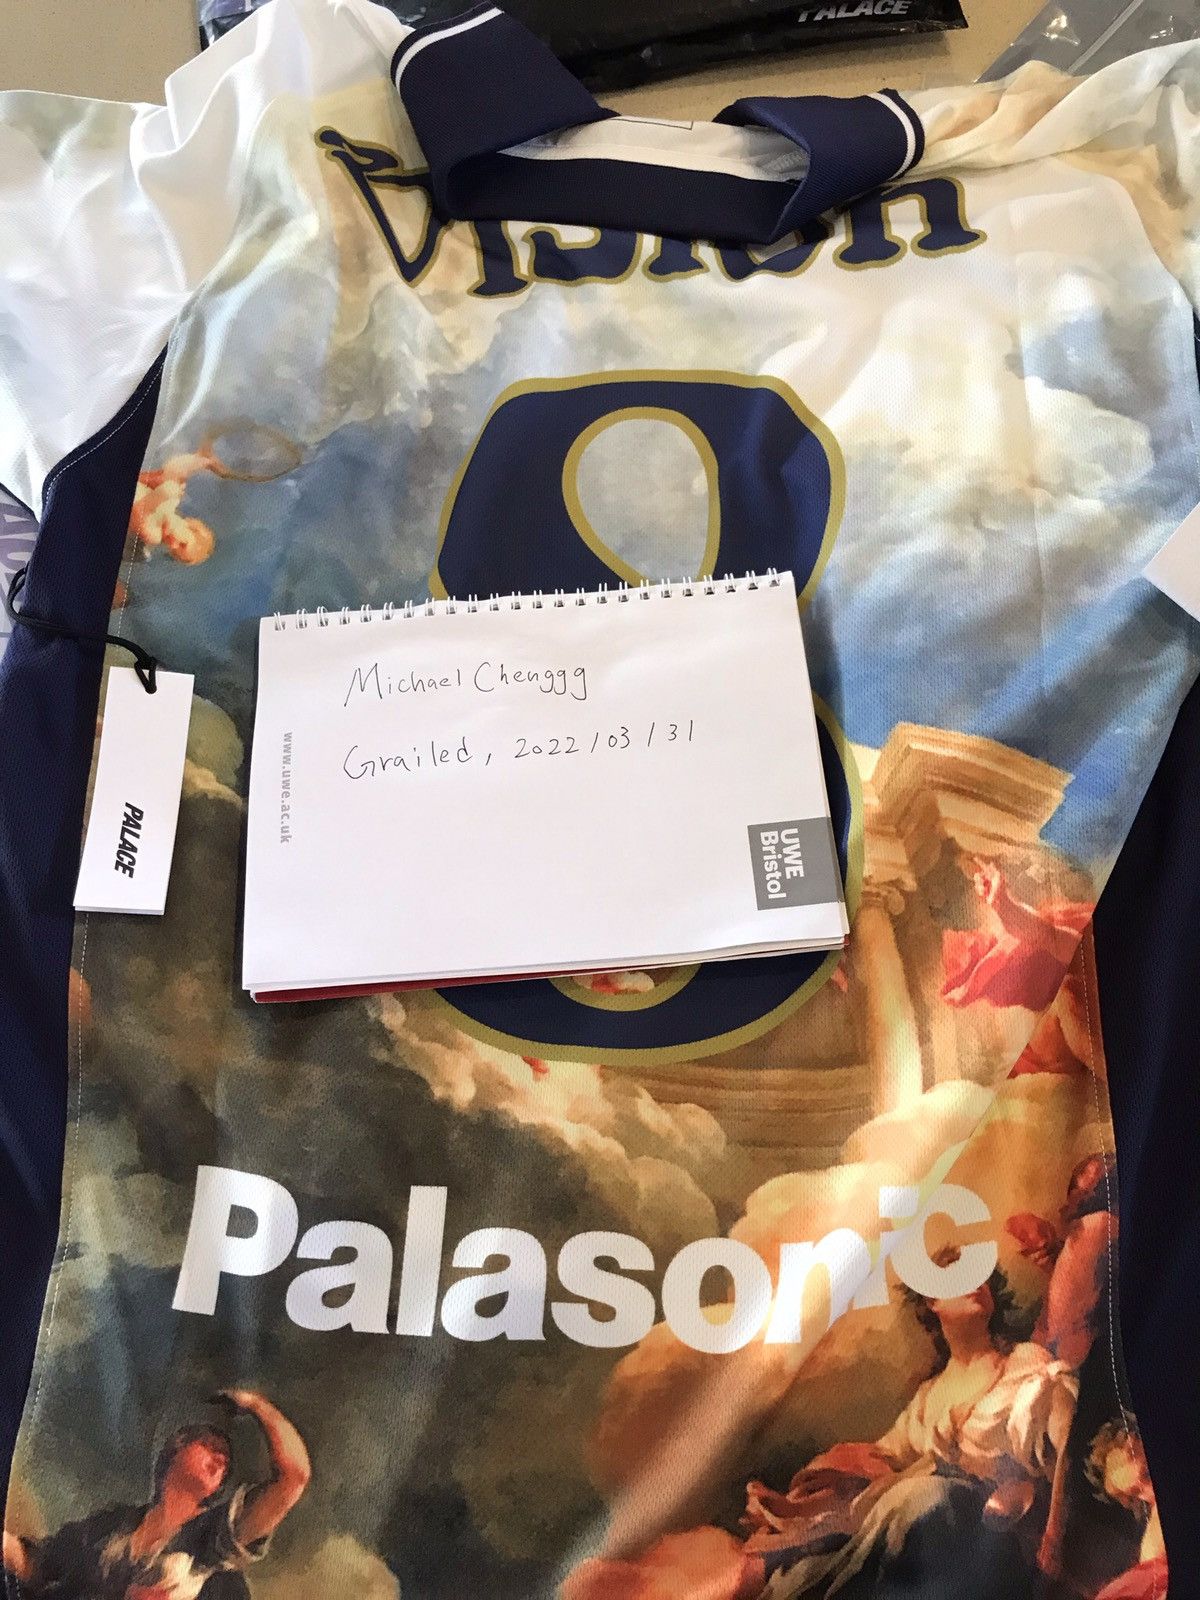 PALACE
Vision
8
Michael Chenggg
Grailed, 2022/03/31
www.uwe.ac.uk
UWE
Bristol
PALACE
Palasonic